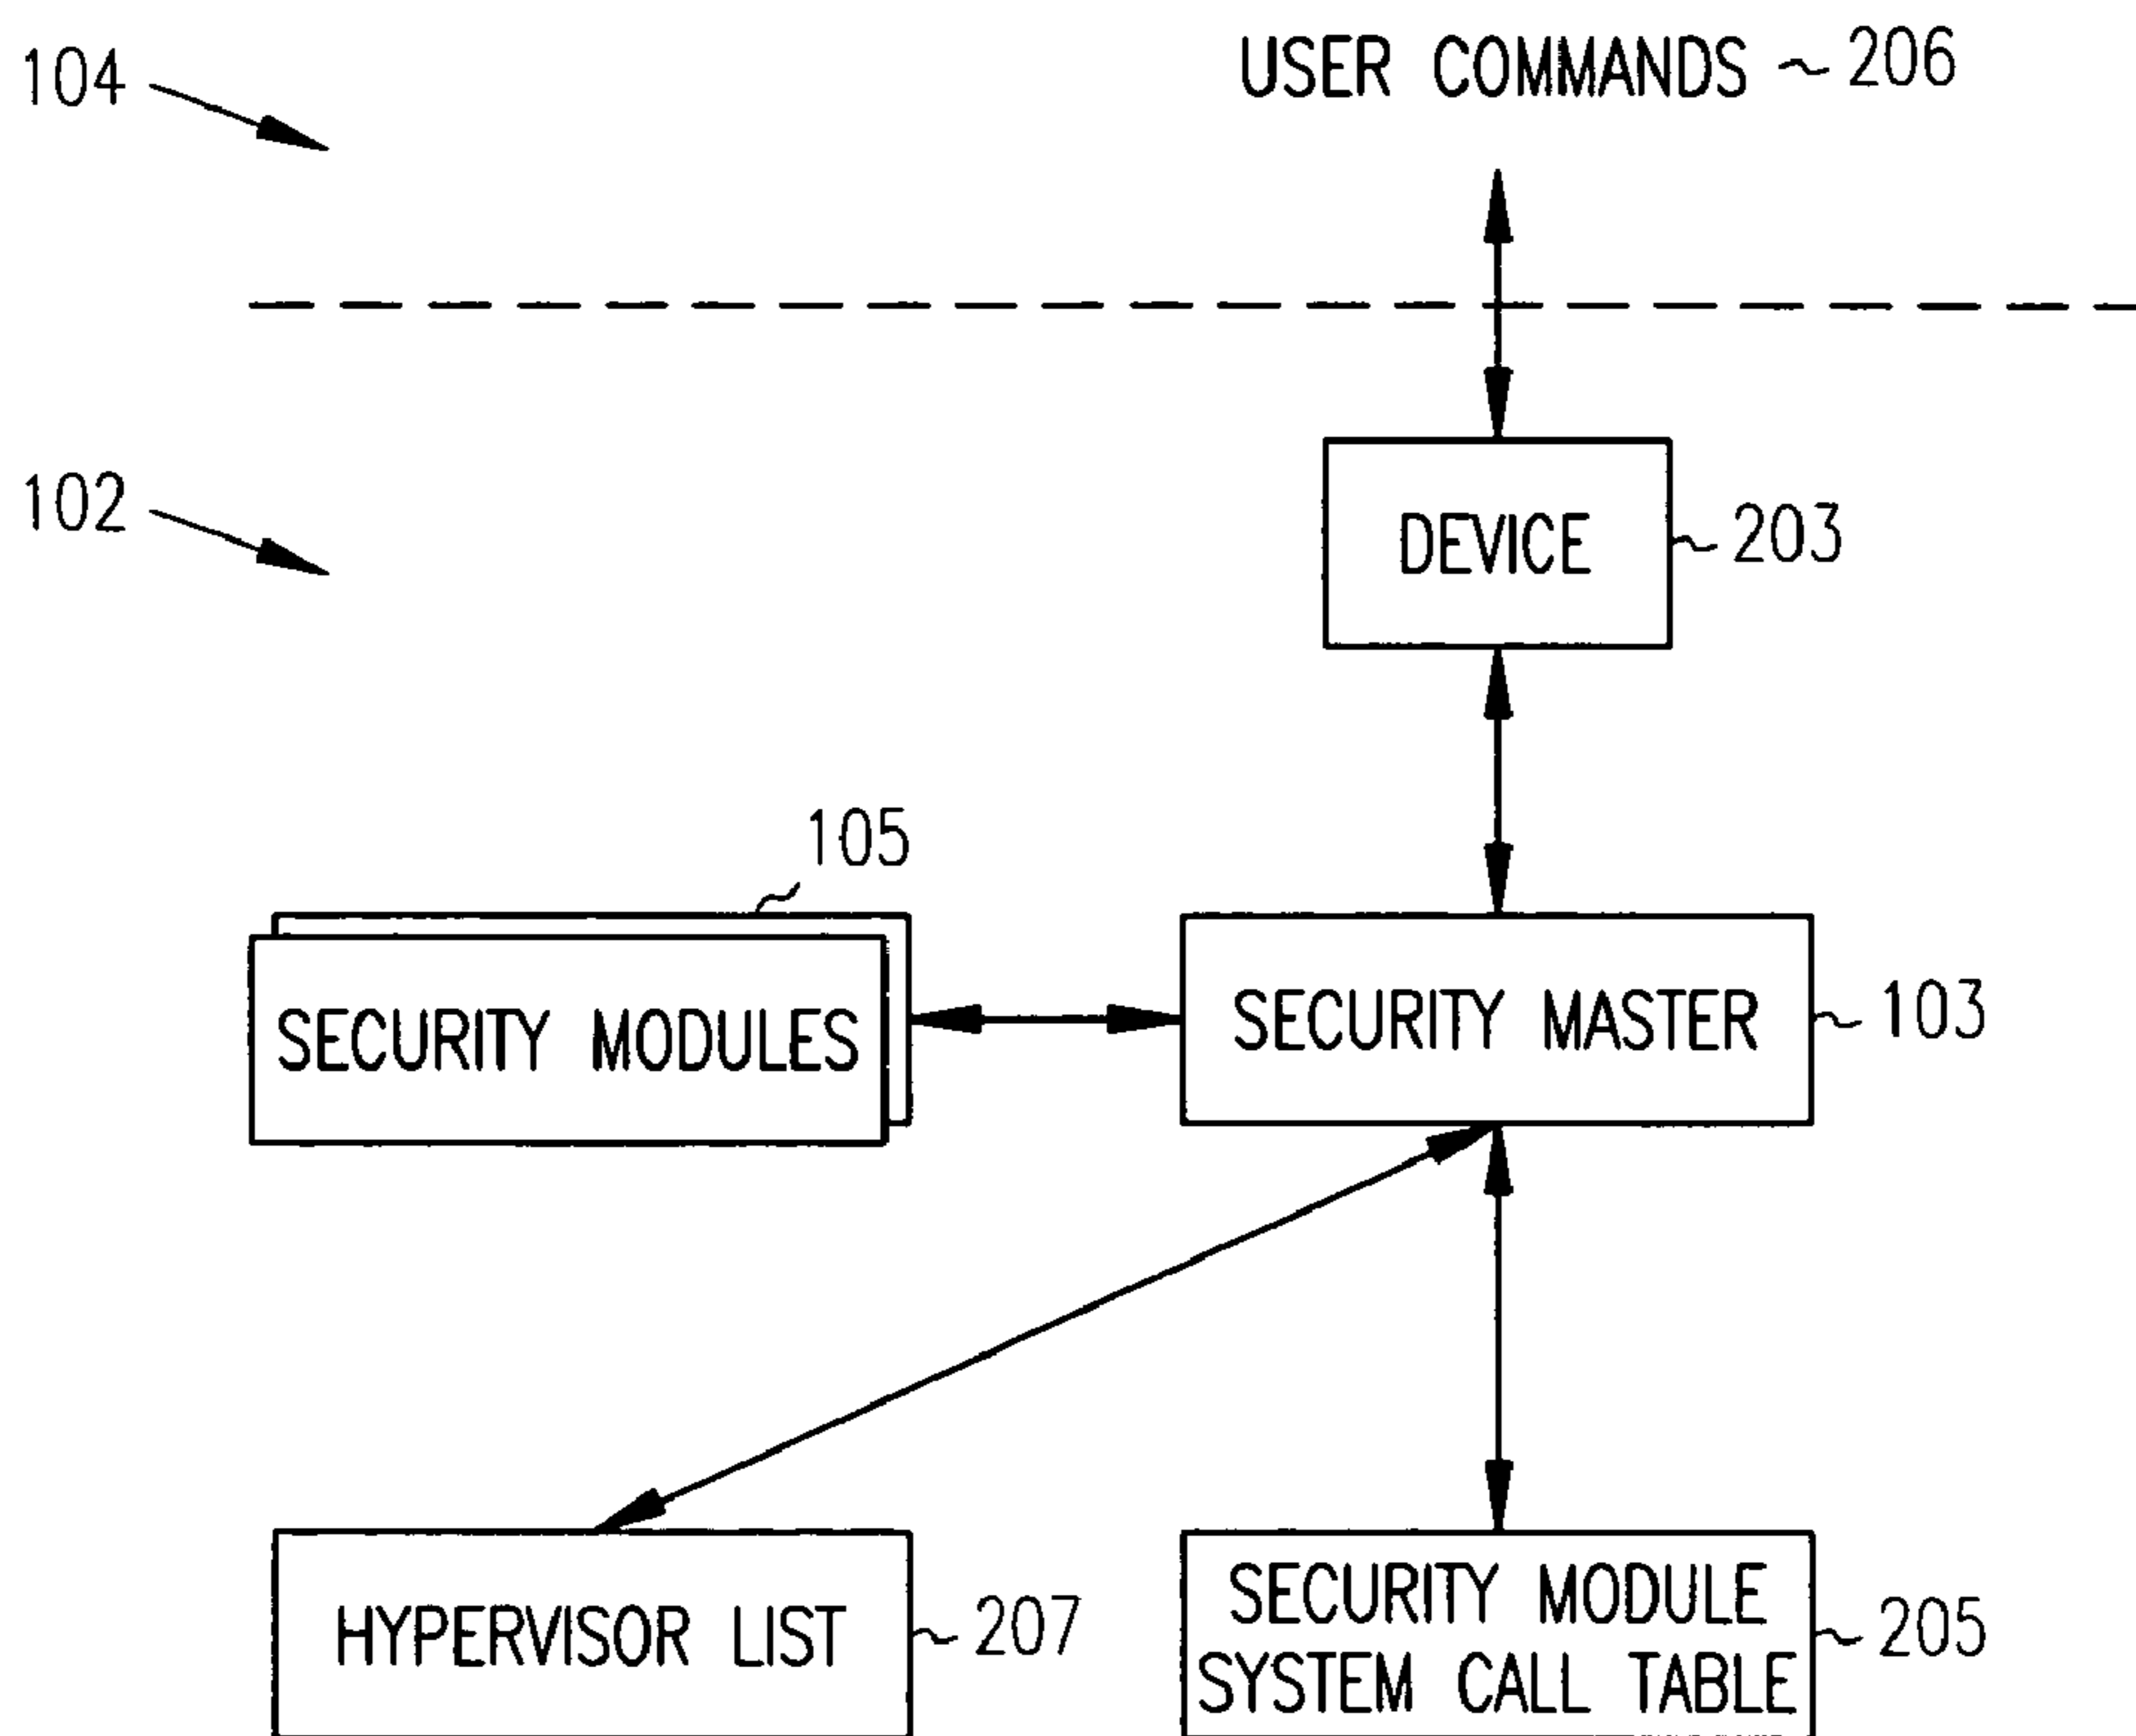 104
USER COMMANDS 206
102
DEVICE 203
105
SECURITY MODULES
SECURITY MASTER 103
HYPERVISOR LIST 207
SECURITY MODULE
SYSTEM CALL TABLE
205